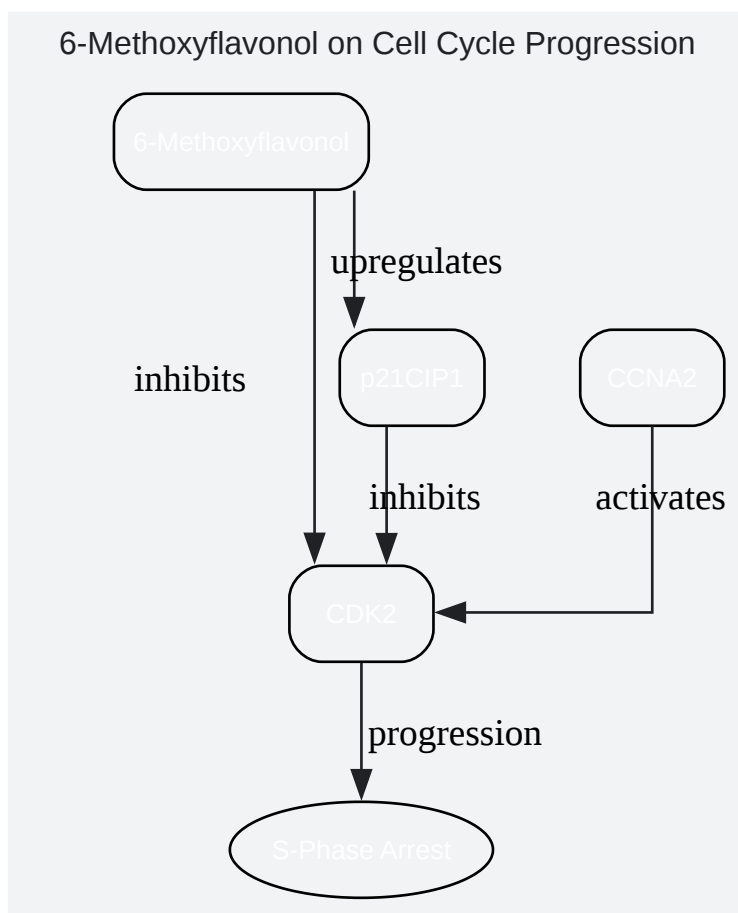 6-Methoxyflavonol on Cell Cycle Progression
6-Methoxyflavonol
upregulates
inhibits
p21CIP1
CCNA2
inhibits
activates
CDK2
progression
S-Phase Arrest